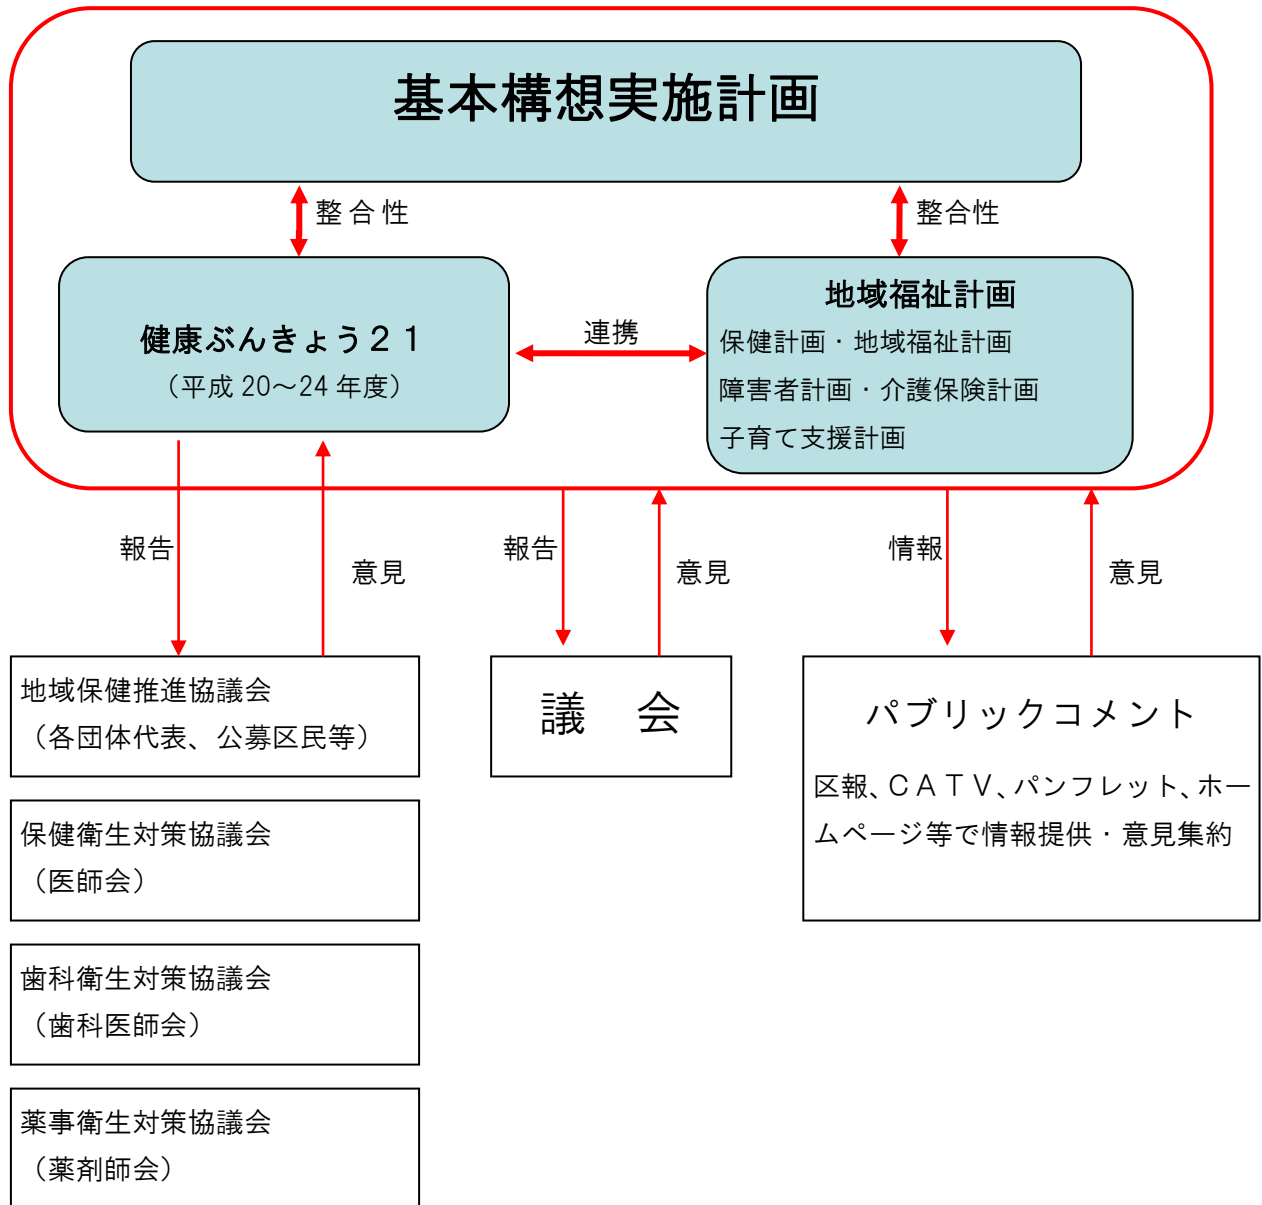 基本構想実施計画
整合性
整合性
健康ぶんきょう２１
（平成 20～24 年度）
連携
地域福祉計画
保健計画・地域福祉計画
障害者計画・介護保険計画
子育て支援計画
報告
意見
報告
意見
情報
意見
地域保健推進協議会
（各団体代表、公募区民等）
議　会
パブリックコメント
区報、ＣＡＴＶ、パンフレット、ホー
ムページ等で情報提供・意見集約
保健衛生対策協議会
（医師会）
歯科衛生対策協議会
（歯科医師会）
薬事衛生対策協議会
（薬剤師会）